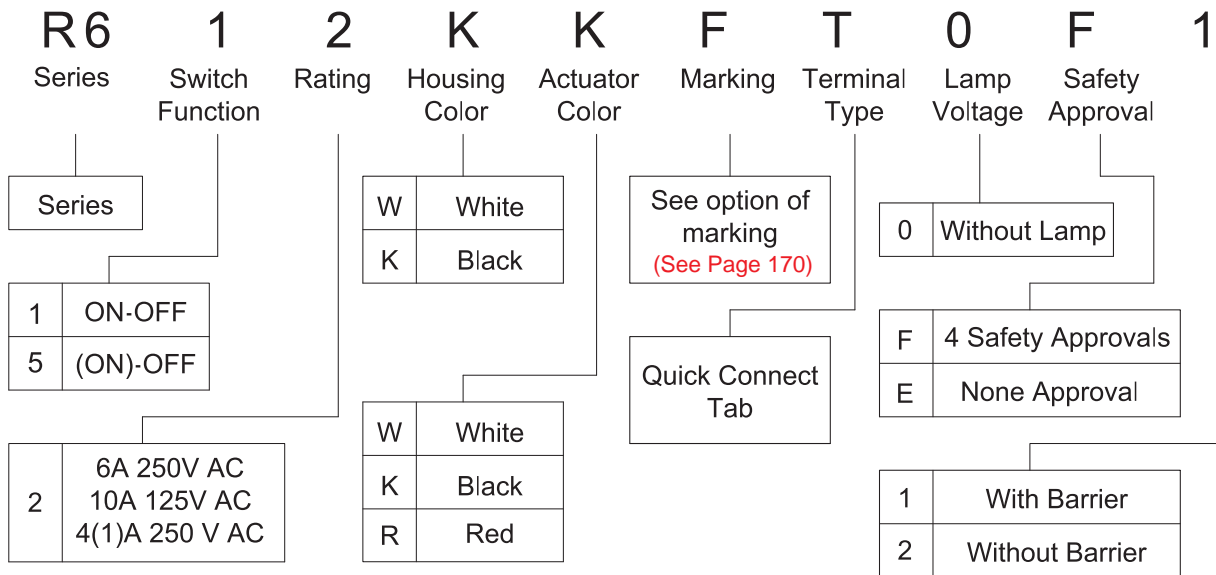 R6 1 2 K K F T 0 F 1
Series Switch Rating Housing Actuator Marking Terminal Lamp Safety
Function Color Color Type Voltage Approval
Series
1 ON-OFF
5 (ON)-OFF
2 6A 250V AC
10A 125V AC
4(1)A 250 V AC
W White
K Black
W White
K Black
R Red
See option of
marking
(See Page 170)
Quick Connect
Tab
0 Without Lamp
F 4 Safety Approvals
E None Approval
1 With Barrier
2 Without Barrier